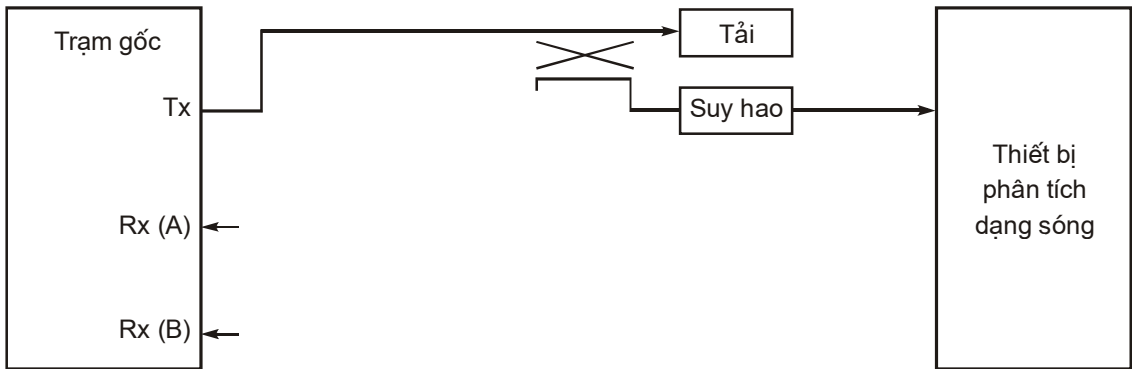 Trạm gốc
Tải
Tx
Suy hao
Thiết bị
phân tích
dạng sóng
Rx (A)
Rx (B)